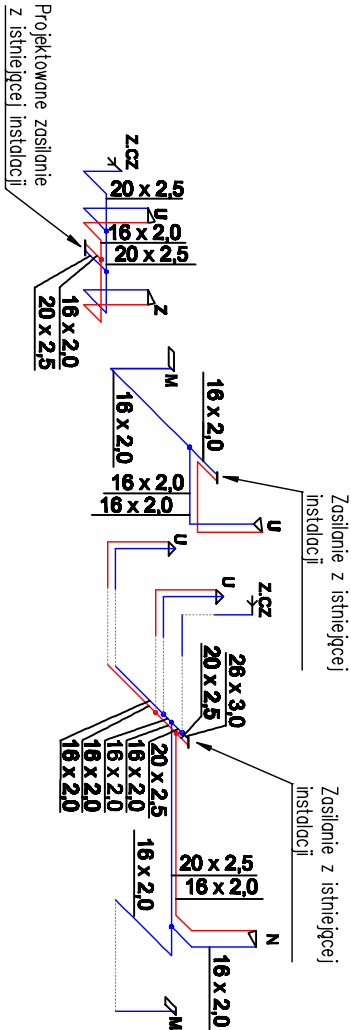 Projektowane zasilanie
z istniejącej instalacji
z.cz
20 x 2,5
U
16 x 2,0
20 x 2,5
Z
16 x 2,0
20 x 2,5
M
16 x 2,0
16 x 2,0
16 x 2,0
16 x 2,0
U
Zasilanie z istniejącej
instalacji
U
U
z.cz
26 x 3,0
20 x 2,5
20 x 2,5
16 x 2,0
16 x 2,0
16 x 2,0
16 x 2,0
Zasilanie z istniejącej
instalacji
20 x 2,5
16 x 2,0
N
16 x 2,0
16 x 2,0
M